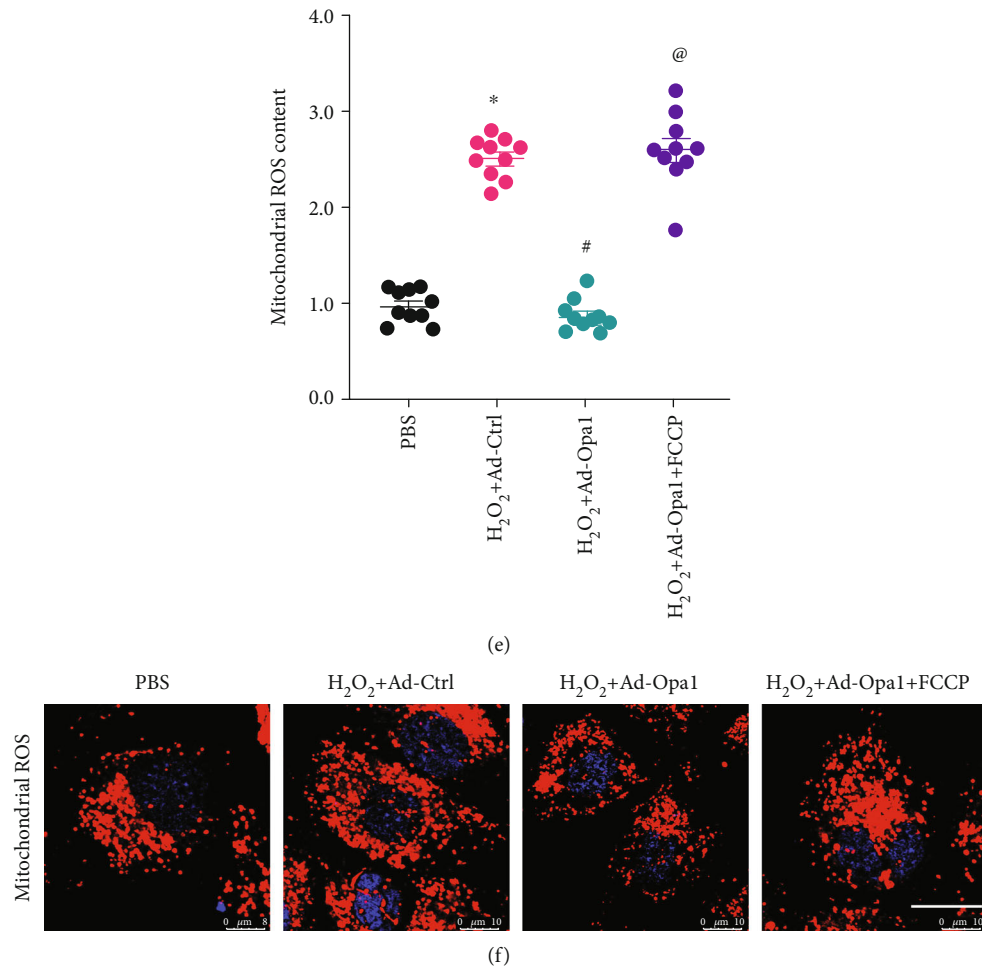 4.0
@
*
3.0
Mitochondrial ROS content
2.0
#
1.0
0.0
PBS
H₂O₂+Ad-Ctrl
H₂O₂+Ad-Opa1
H₂O₂+Ad-Opa1+FCCP
(e)
PBS
H₂O₂+Ad-Ctrl
H₂O₂+Ad-Opa1
H₂O₂+Ad-Opa1+FCCP
Mitochondrial ROS
0 μm 8
0 μm 10
0 μm 10
0 μm 10
(f)